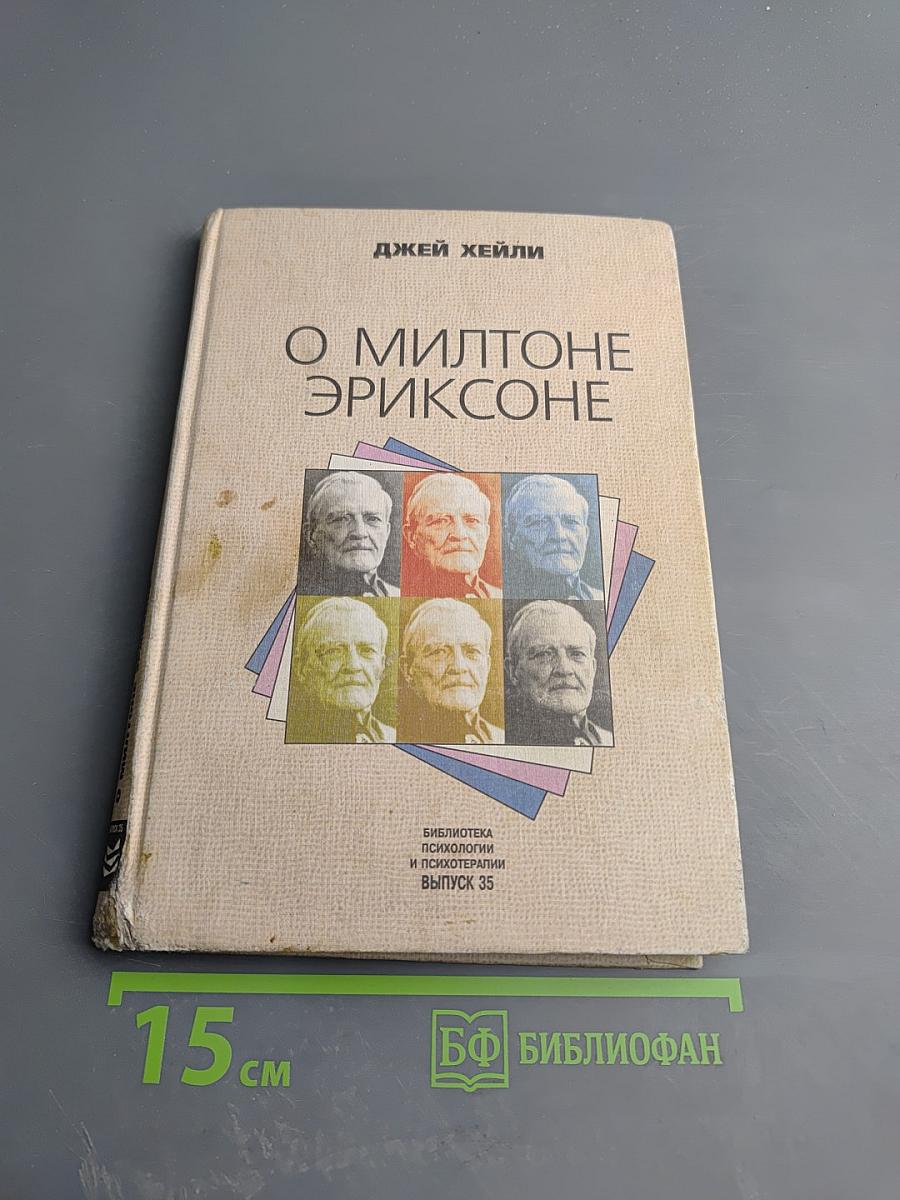 ДЖЕЙ ХЕЙЛИ
О МИЛТОНЕ
ЭРИКСОНЕ
БИБЛИОТЕКА
ПСИХОЛОГИИ
И ПСИХОТЕРАПИИ
ВЫПУСК 35
15 см
БФ БИБЛИОФАН